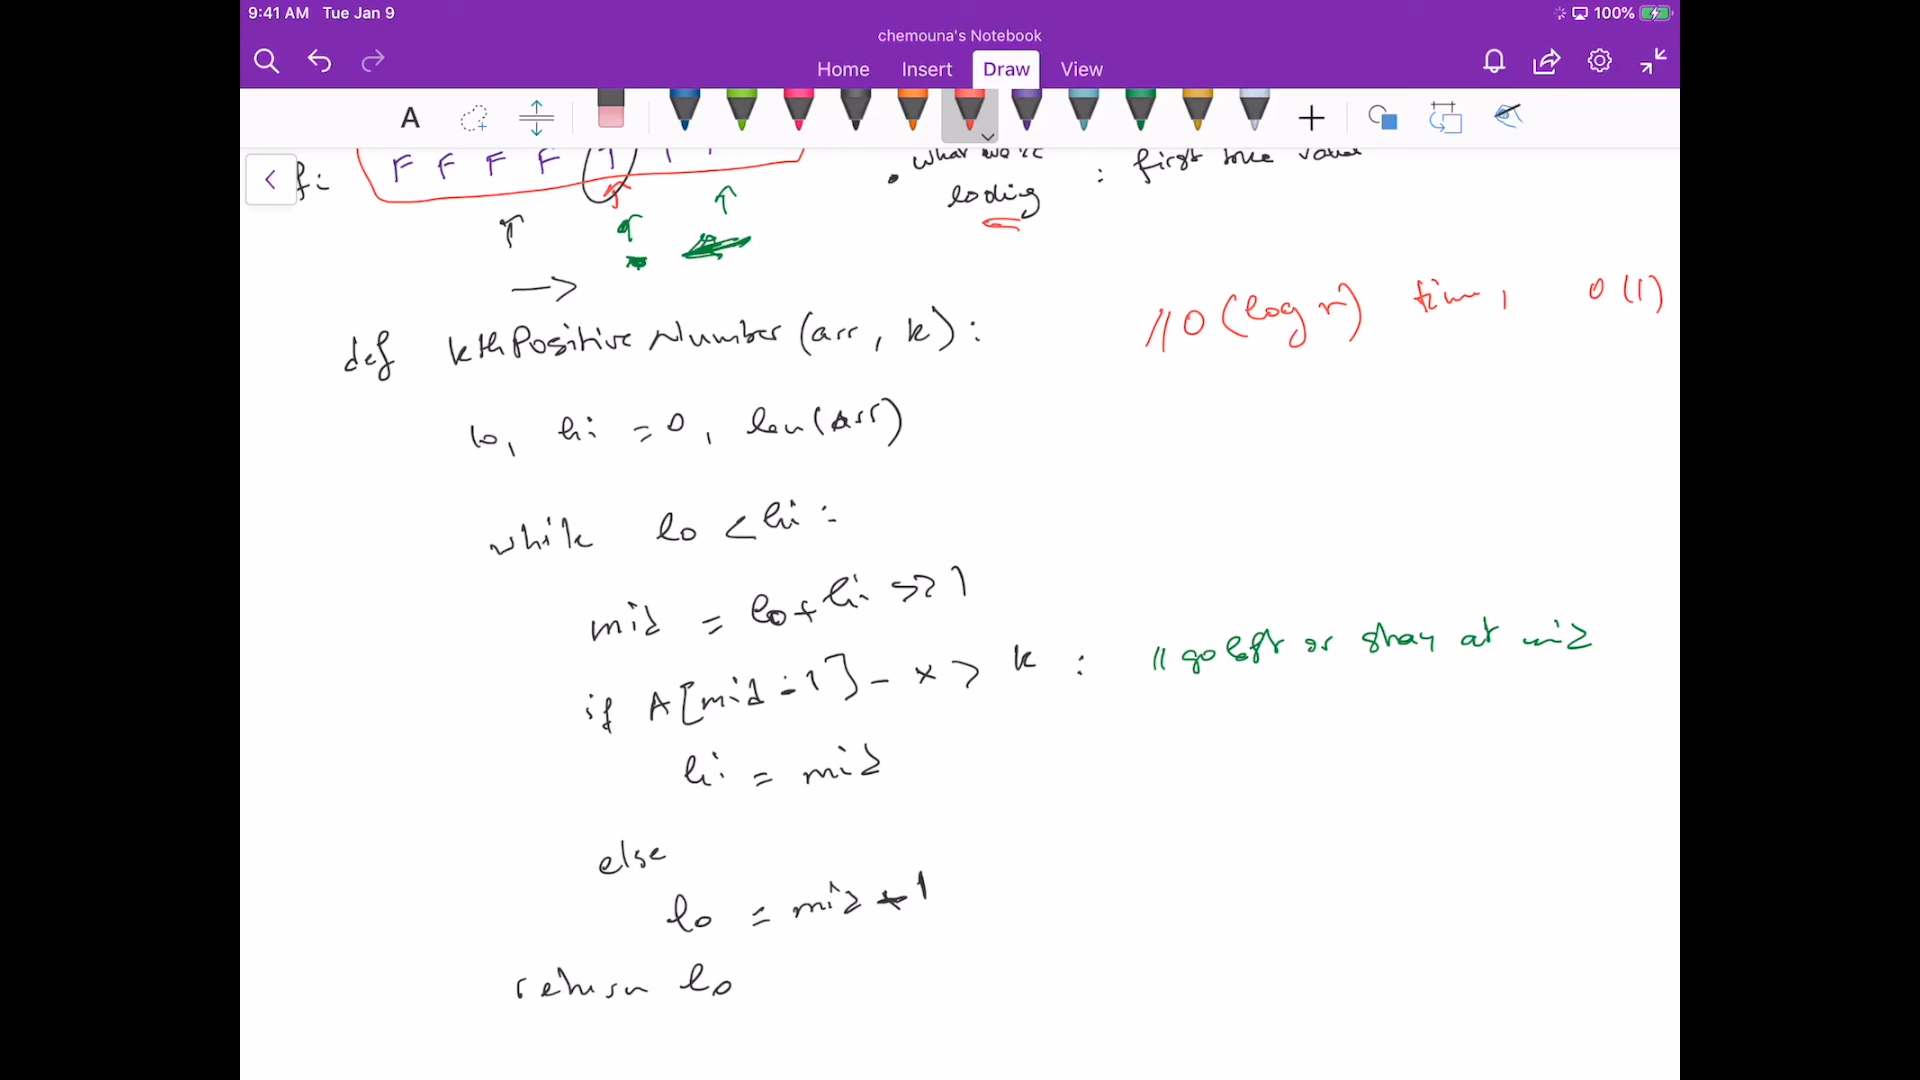 9:41 AM Tue Jan 9
100%
chemouna's Notebook
Home Insert Draw View
A
fi: F F F F T
• what we're : first true value
looking
def kthPositiveNumber(arr, k): // O(log n) time, O(1)
lo, hi = 0, len(arr)
while lo < hi:
mid = lo + hi >> 1
if A[mid - 1] - x > k : // go left or stay at mid
hi = mid
else
lo = mid + 1
return lo